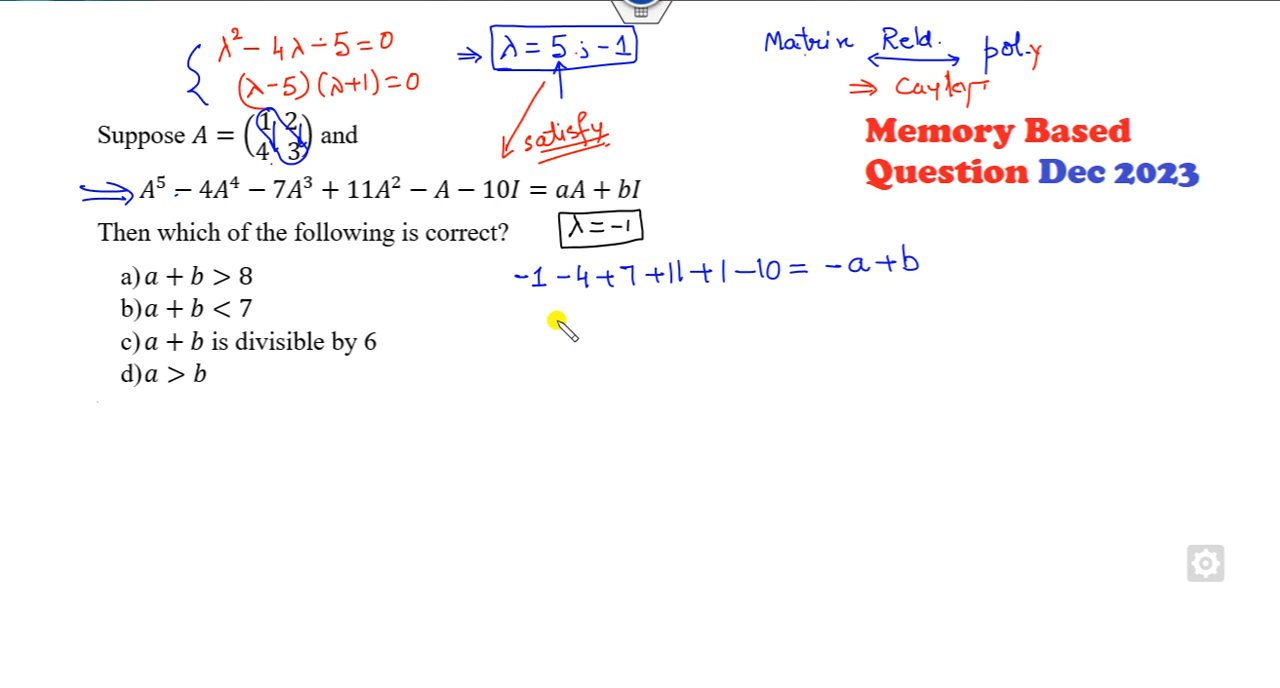 λ² - 4λ - 5 = 0
(λ-5)(λ+1) = 0
⇒ λ = 5 ; -1
satisfy
Matrix Reld. ↔ poly
⇒ Cayley
Memory Based
Question Dec 2023
Suppose A = (1 2
4 3) and
⇒ A⁵ - 4A⁴ - 7A³ + 11A² - A - 10I = aA + bI
Then which of the following is correct?
λ = -1
-1 - 4 + 7 + 11 + 1 - 10 = -a + b
a) a + b > 8
b) a + b < 7
c) a + b is divisible by 6
d) a > b